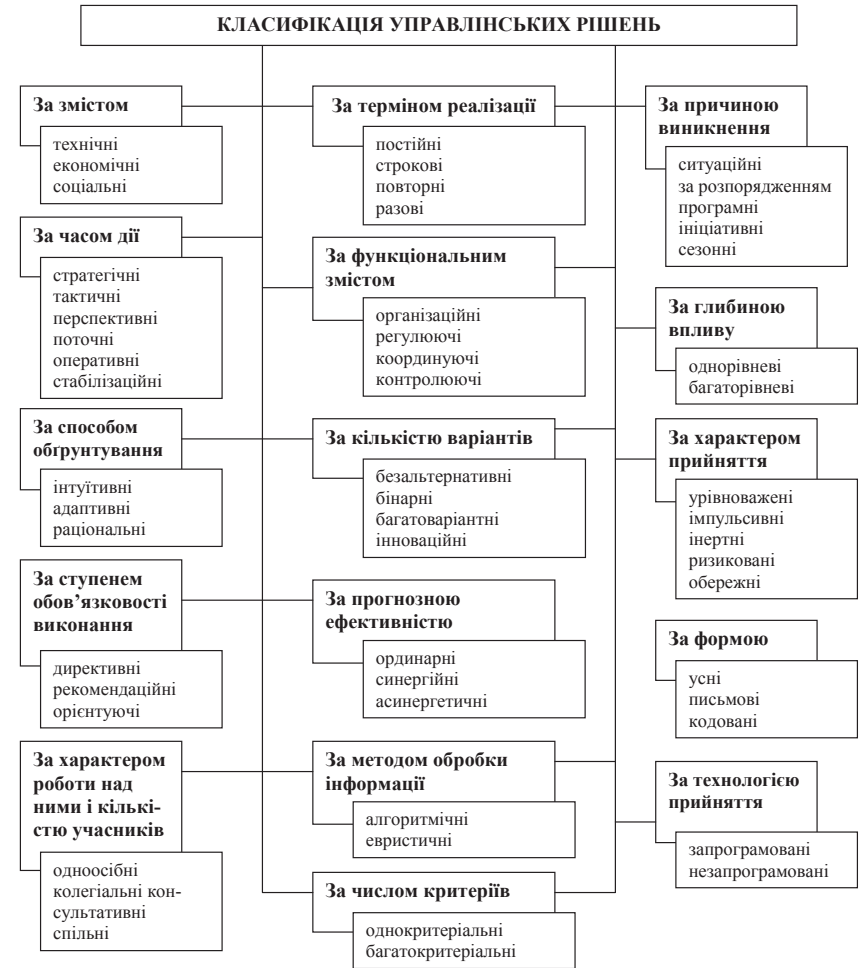 КЛАСИФІКАЦІЯ УПРАВЛІНСЬКИХ РІШЕНЬ
За змістом
технічні
економічні
соціальні
За часом дії
стратегічні
тактичні
перспективні
поточні
оперативні
стабілізаційні
За способом
обґрунтування
інтуїтивні
адаптивні
раціональні
За ступенем
обов’язковості
виконання
директивні
рекомендаційні
орієнтуючі
За характером
роботи над
ними і кількі-
стю учасників
одноосібні
колегіальні кон-
сультативні
спільні
За терміном реалізації
постійні
строкові
повторні
разові
За функціональним
змістом
організаційні
регулюючі
координуючі
контролюючі
За кількістю варіантів
безальтернативні
бінарні
багатоваріантні
інноваційні
За прогнозною
ефективністю
ординарні
синергійні
асинергетичні
За методом обробки
інформації
алгоритмічні
евристичні
За числом критеріїв
однокритеріальні
багатокритеріальні
За причиною
виникнення
ситуаційні
за розпорядженням
програмні
ініціативні
сезонні
За глибиною
впливу
однорівневі
багаторівневі
За характером
прийняття
урівноважені
імпульсивні
інертні
ризиковані
обережні
За формою
усні
письмові
кодовані
За технологією
прийняття
запрограмовані
незапрограмовані